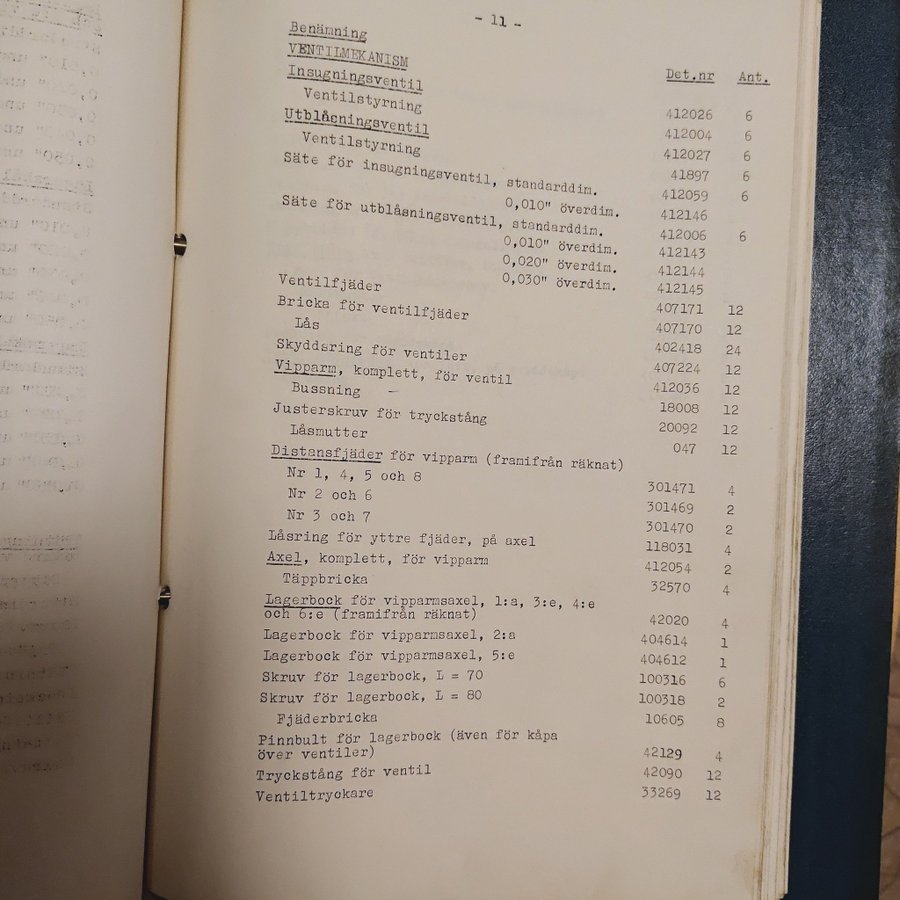 - 11 -
Benämning Det.nr Ant.
VENTILMEKANISM
Insugningsventil 412026 6
Ventilstyrning 412004 6
Utblåsningsventil 412027 6
Ventilstyrning 41897 6
Säte för insugningsventil, standarddim. 412059 6
0,010" överdim. 412146
Säte för utblåsningsventil, standarddim. 412006 6
0,010" överdim. 412143
0,020" överdim. 412144
0,030" överdim. 412145
Ventilfjäder 407171 12
Bricka för ventilfjäder 407170 12
Lås 402418 24
Skyddsring för ventiler 407224 12
Vipparm, komplett, för ventil 412036 12
Bussning 18008 12
Justerskruv för tryckstång 20092 12
Låsmutter 047 12
Distansfjäder för vipparm (framifrån räknat)
Nr 1, 4, 5 och 8 301471 4
Nr 2 och 6 301469 2
Nr 3 och 7 301470 2
Låsring för yttre fjäder, på axel 118031 4
Axel, komplett, för vipparm 412054 2
Täppbricka 32570 4
Lagerbock för vipparmsaxel, 1:a, 3:e, 4:e
och 6:e (framifrån räknat) 42020 4
Lagerbock för vipparmsaxel, 2:a 404614 1
Lagerbock för vipparmsaxel, 5:e 404612 1
Skruv för lagerbock, L = 70 100316 6
Skruv för lagerbock, L = 80 100318 2
Fjäderbricka 10605 8
Pinnbult för lagerbock (även för kåpa
över ventiler) 42129 4
Tryckstång för ventil 42090 12
Ventiltryckare 33269 12